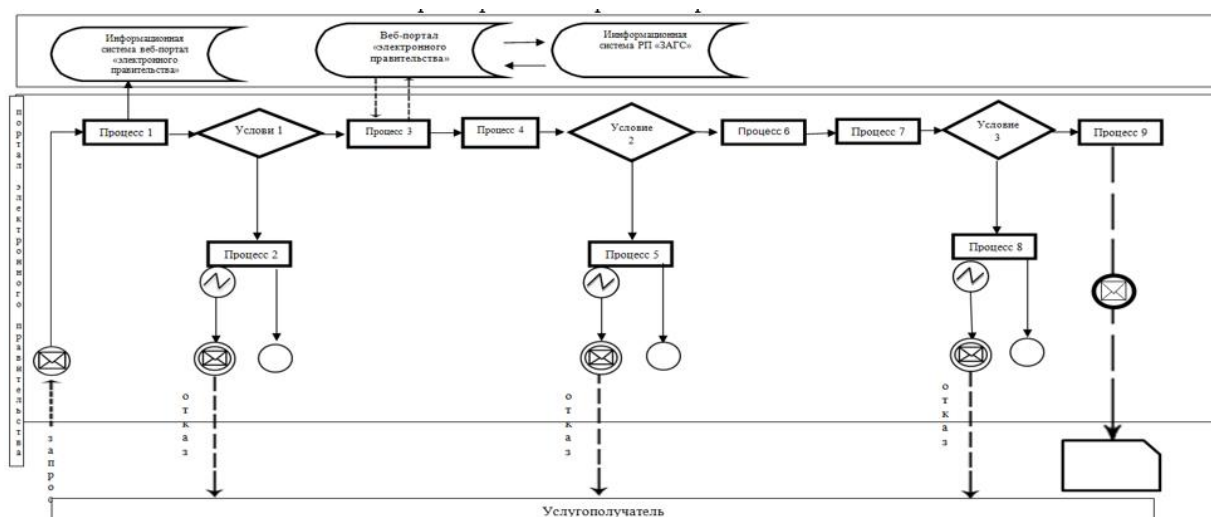 Информационная
система веб-портал
«электронного
правительства»
Веб-портал
«электронного
правительства»
Иинформационная
система РП «ЗАГС»
портал электронного правительства
Процесс 1
Услови 1
Процесс 3
Процесс 4
Условие
2
Процесс 6
Процесс 7
Условие
3
Процесс 9
Процесс 2
Процесс 5
Процесс 8
запрос
отказ
отказ
отказ
Услугополучатель